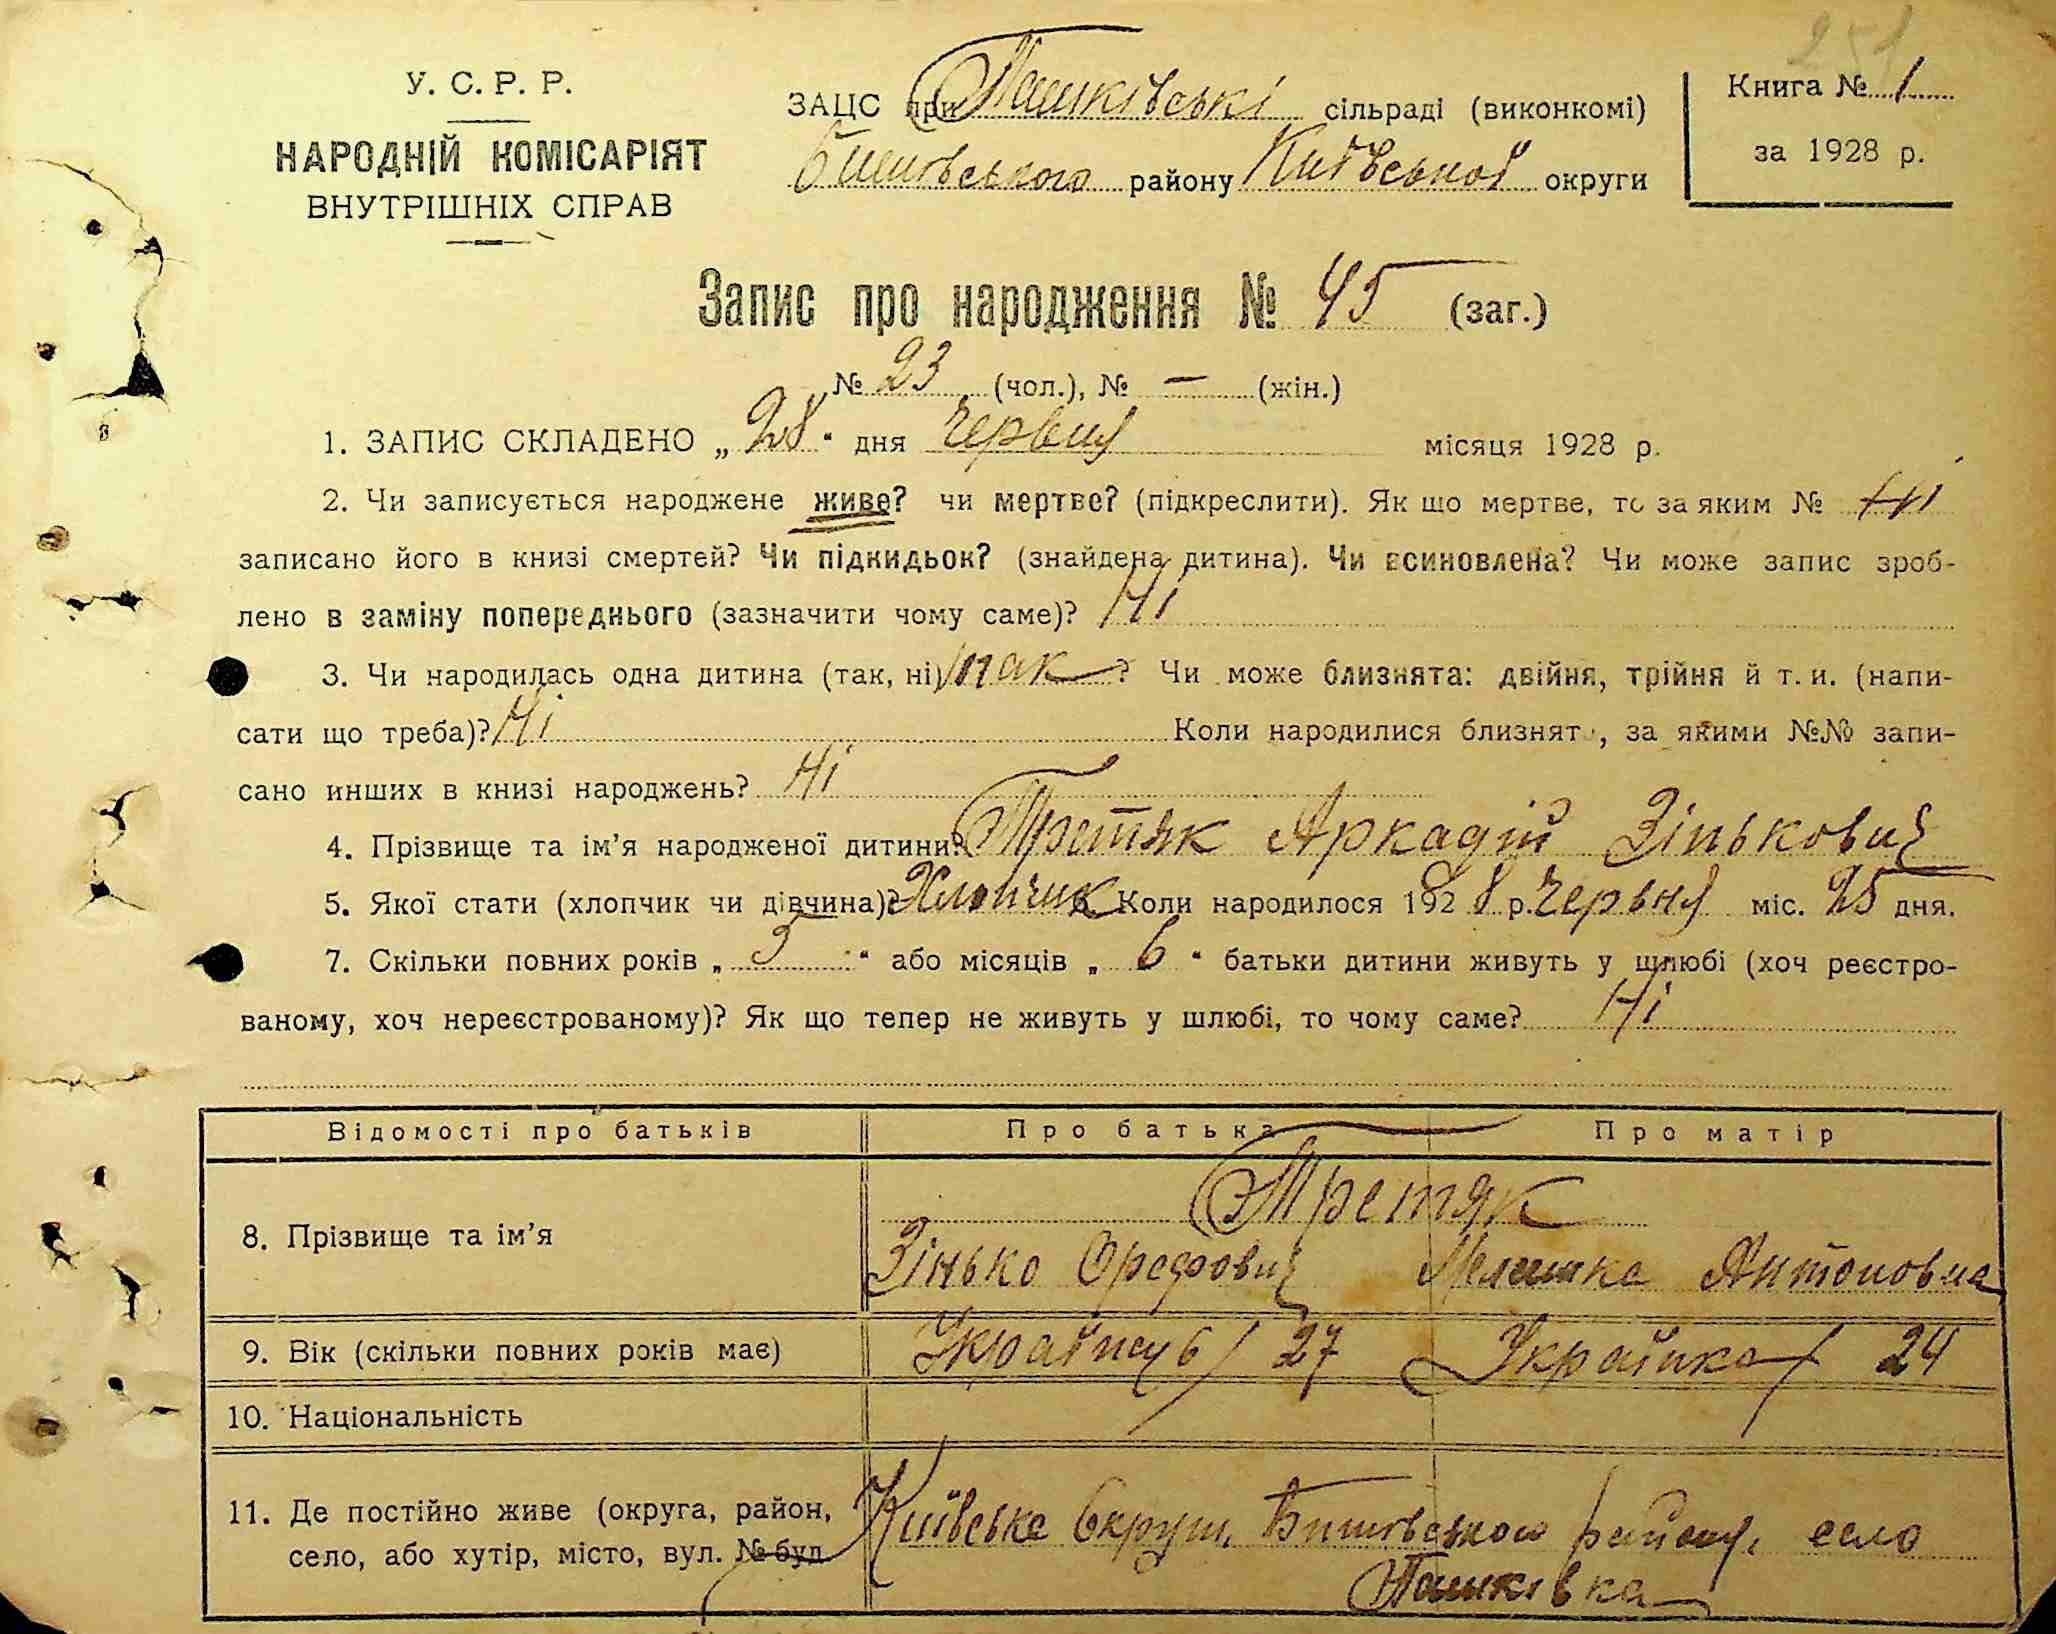 251
У. С. Р. Р.
НАРОДНІЙ КОМІСАРІЯТ
ВНУТРІШНІХ СПРАВ
ЗАЦС при Пашківські сільраді (виконкомі)
Бишівського району Київської округи
Книга № 1
за 1928 р.
Запис про народження № 45 (заг.)
№ 23 (чол.), № — (жін.)
1. ЗАПИС СКЛАДЕНО „28“ дня Червня місяця 1928 р.
2. Чи записується народжене живе? чи мертве? (підкреслити). Як що мертве, то за яким № Ні
записано його в книзі смертей? Чи підкидьок? (знайдена дитина). Чи всиновлена? Чи може запис зроб-
лено в заміну попереднього (зазначити чому саме)? Ні
3. Чи народилась одна дитина (так, ні) так? Чи може близнята: двійня, трійня й т. и. (напи-
сати що треба)? Ні Коли народилися близнят, за якими №№ запи-
сано инших в книзі народжень? Ні
4. Прізвище та ім’я народженої дитини? Третяк Аркадій Зінькович
5. Якої стати (хлопчик чи дівчина)? Хлопчик 6. Коли народилося 1928 р. Червня міс. 25 дня.
7. Скільки повних років „5“ або місяців „6“ батьки дитини живуть у шлюбі (хоч реєстро-
ваному, хоч нереєстрованому)? Як що тепер не живуть у шлюбі, то чому саме? Ні
Відомості про батьків Про батька Про матір
Третяк
8. Прізвище та ім’я
Зінько Орефович Мелашка Антоновна
9. Вік (скільки повних років має) Українець / 27 Українка / 24
10. Національність
11. Де постійно живе (округа, район,
село, або хутір, місто, вул. № буд.
Київська Округи, Бишівського району, село
Пашківка